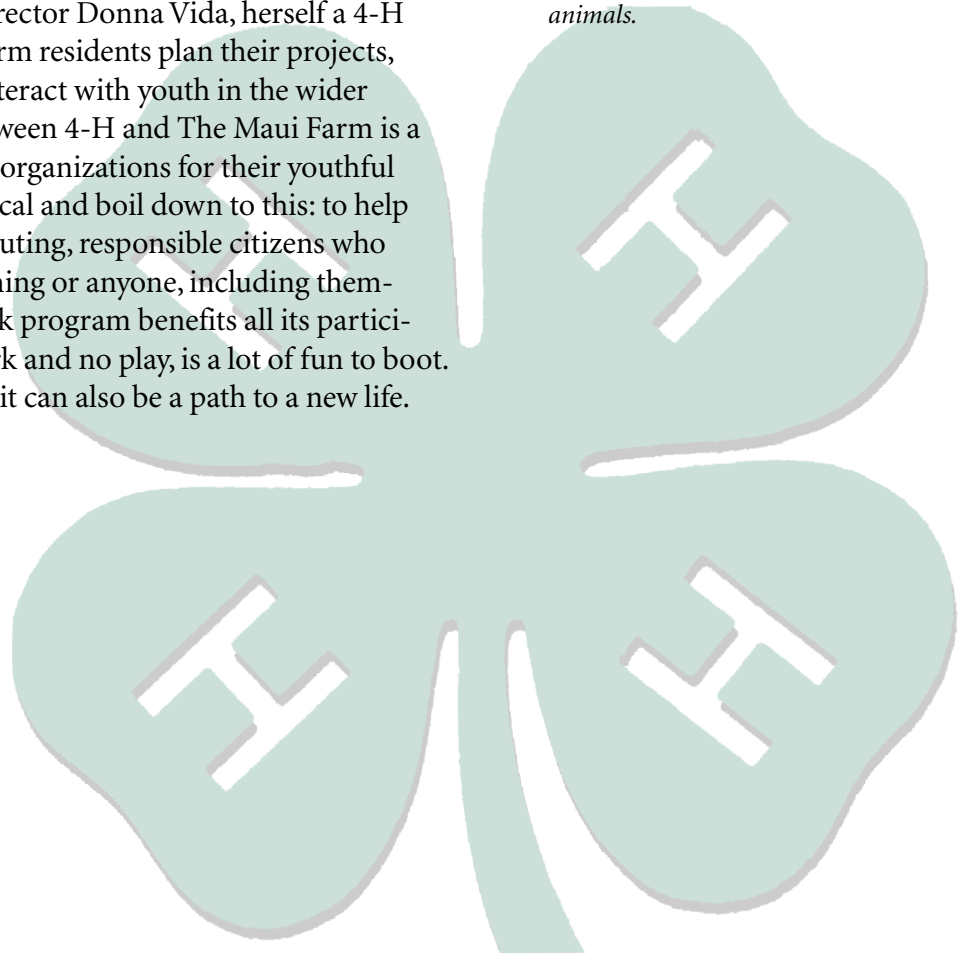 rector Donna Vida, herself a 4-H
rm residents plan their projects,
teract with youth in the wider
ween 4-H and The Maui Farm is a
organizations for their youthful
cal and boil down to this: to help
uting, responsible citizens who
ning or anyone, including them-
k program benefits all its partici-
rk and no play, is a lot of fun to boot.
it can also be a path to a new life.
animals.
H
H
H
H